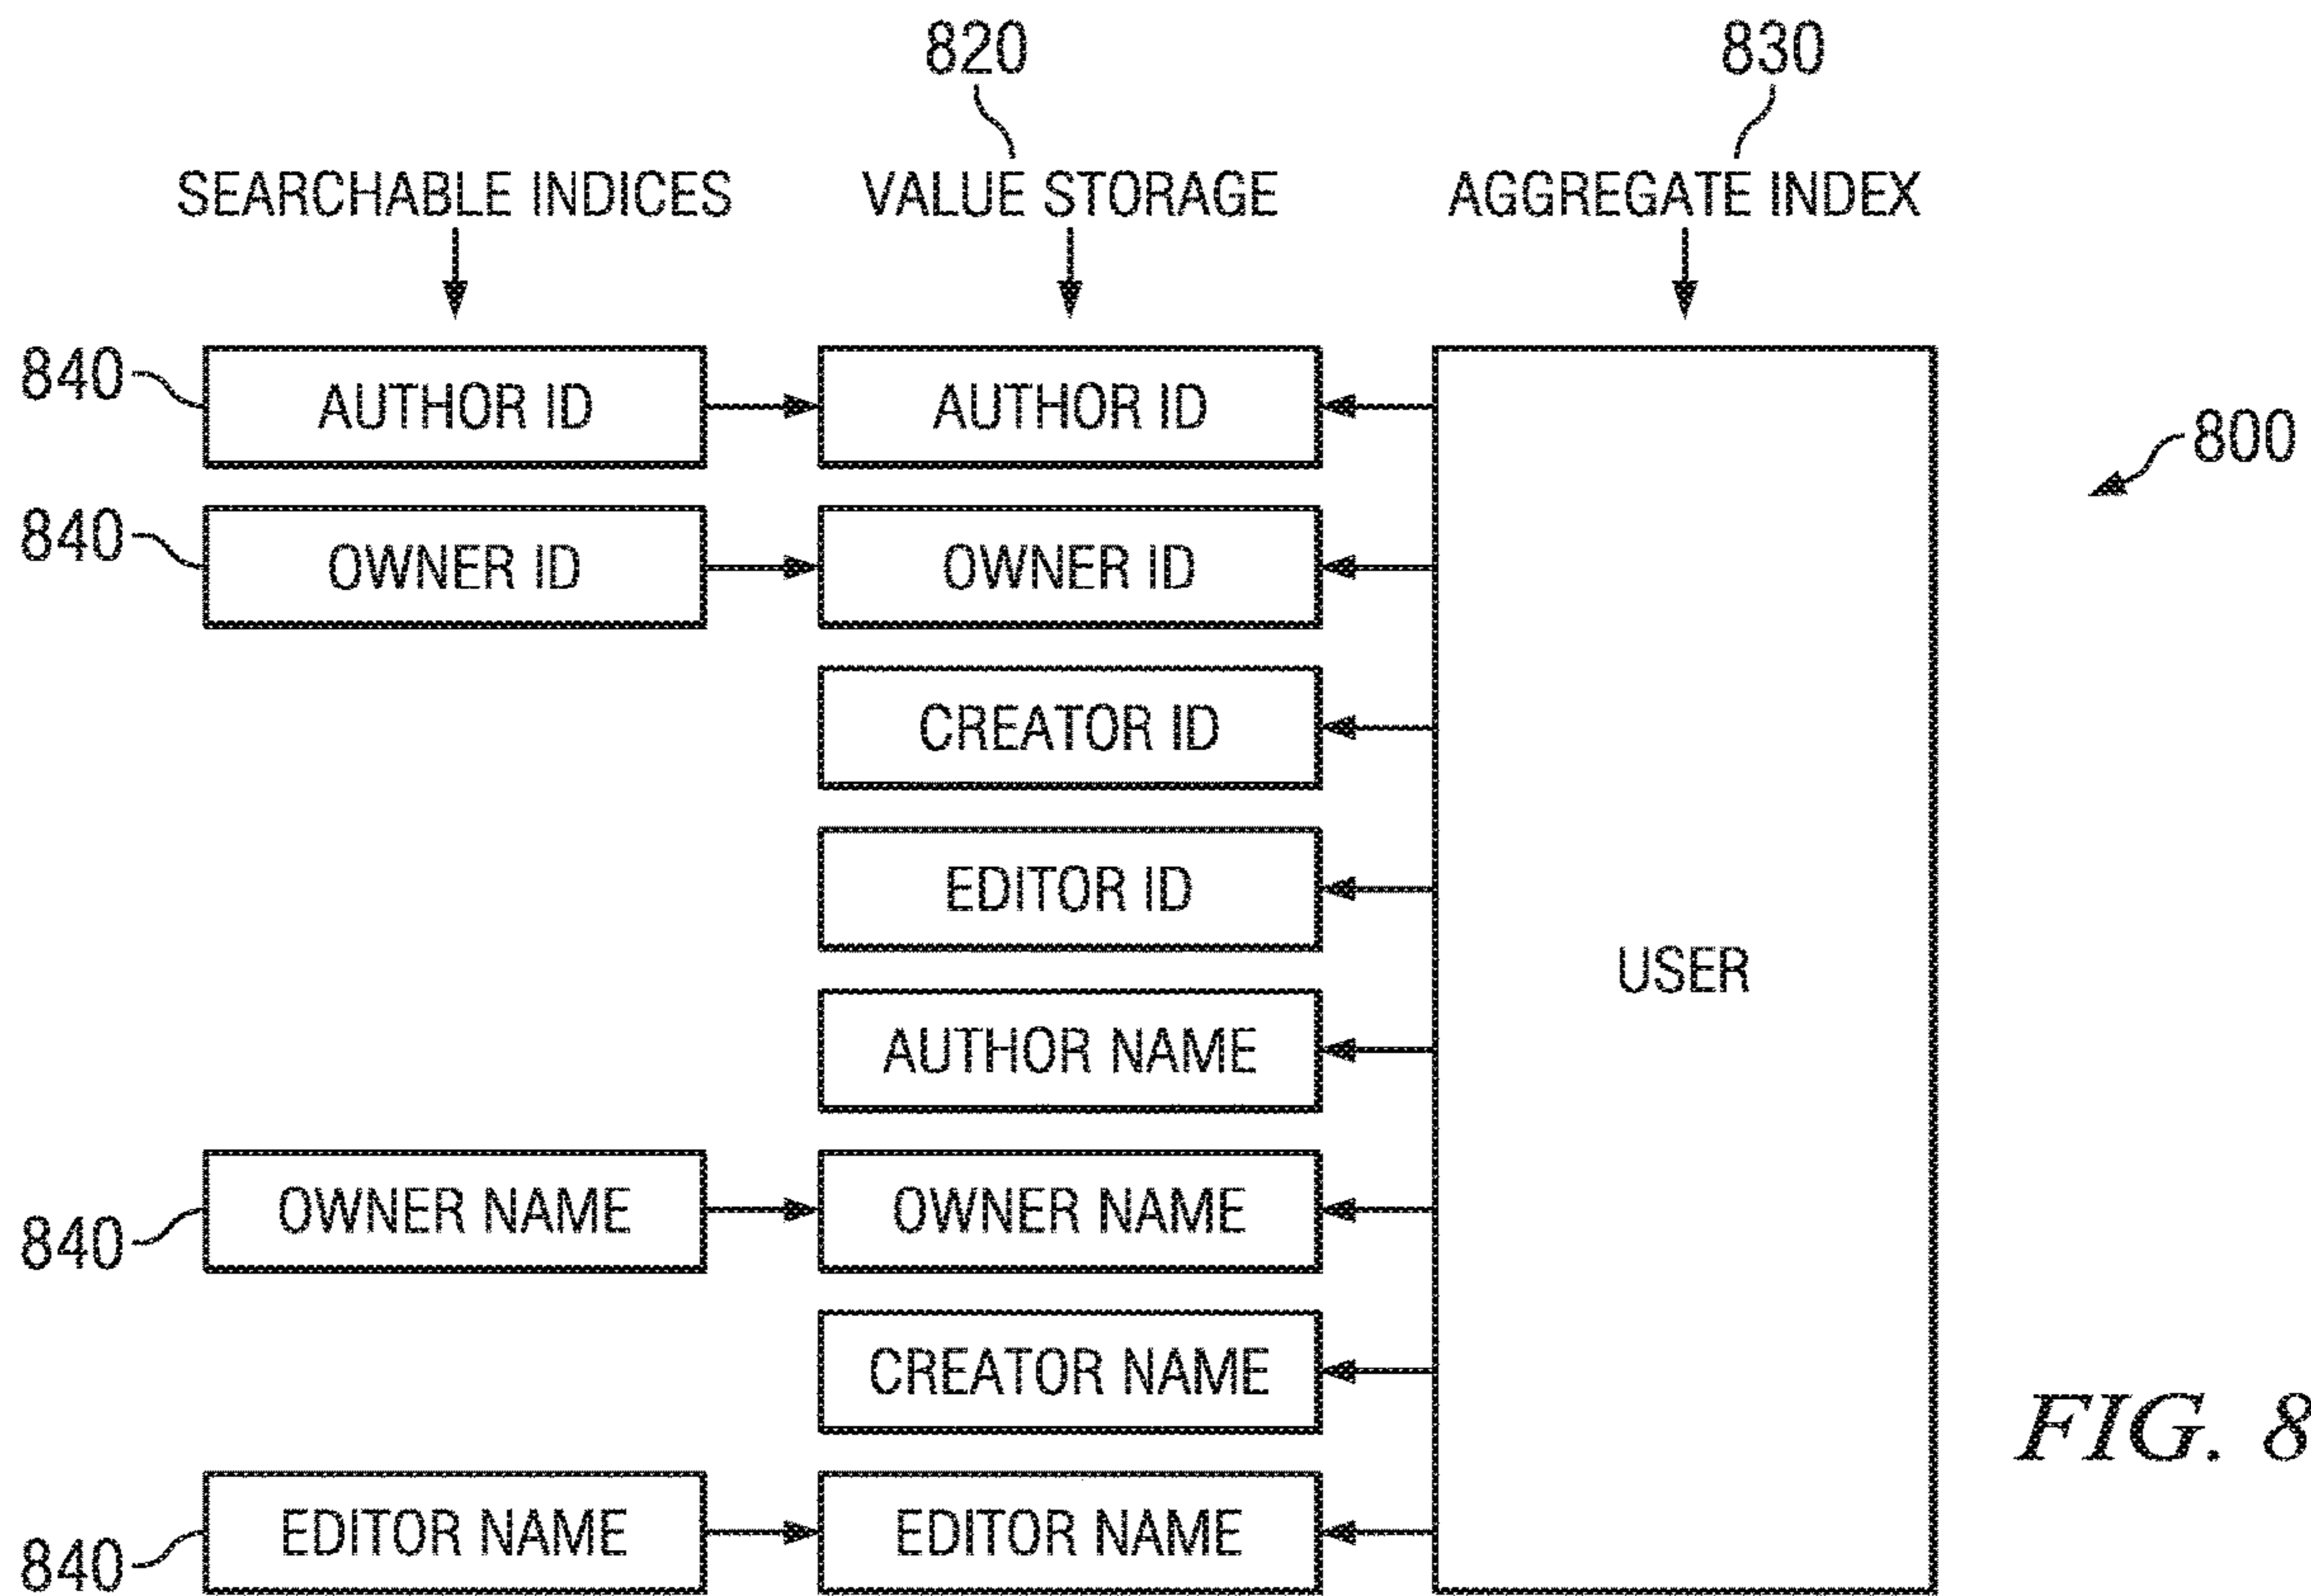 820 830
SEARCHABLE INDICES VALUE STORAGE AGGREGATE INDEX
840 AUTHOR ID AUTHOR ID
800
840 OWNER ID OWNER ID
CREATOR ID
EDITOR ID
USER
AUTHOR NAME
840 OWNER NAME OWNER NAME
CREATOR NAME
FIG. 8
840 EDITOR NAME EDITOR NAME